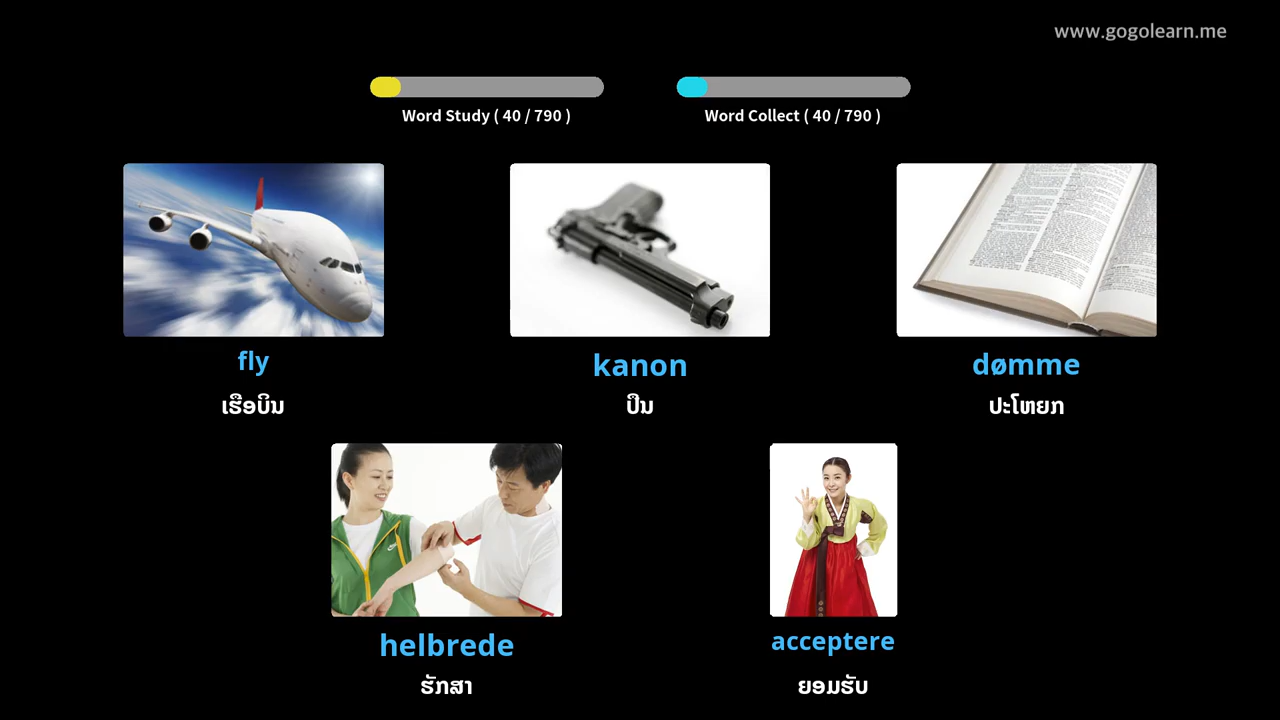 www.gogolearn.me
Word Study ( 40 / 790 )
Word Collect ( 40 / 790 )
fly
ເຮືອບິນ
kanon
ປືນ
dømme
ປະໂຫຍກ
helbrede
ຮັກສາ
acceptere
ຍອມຮັບ